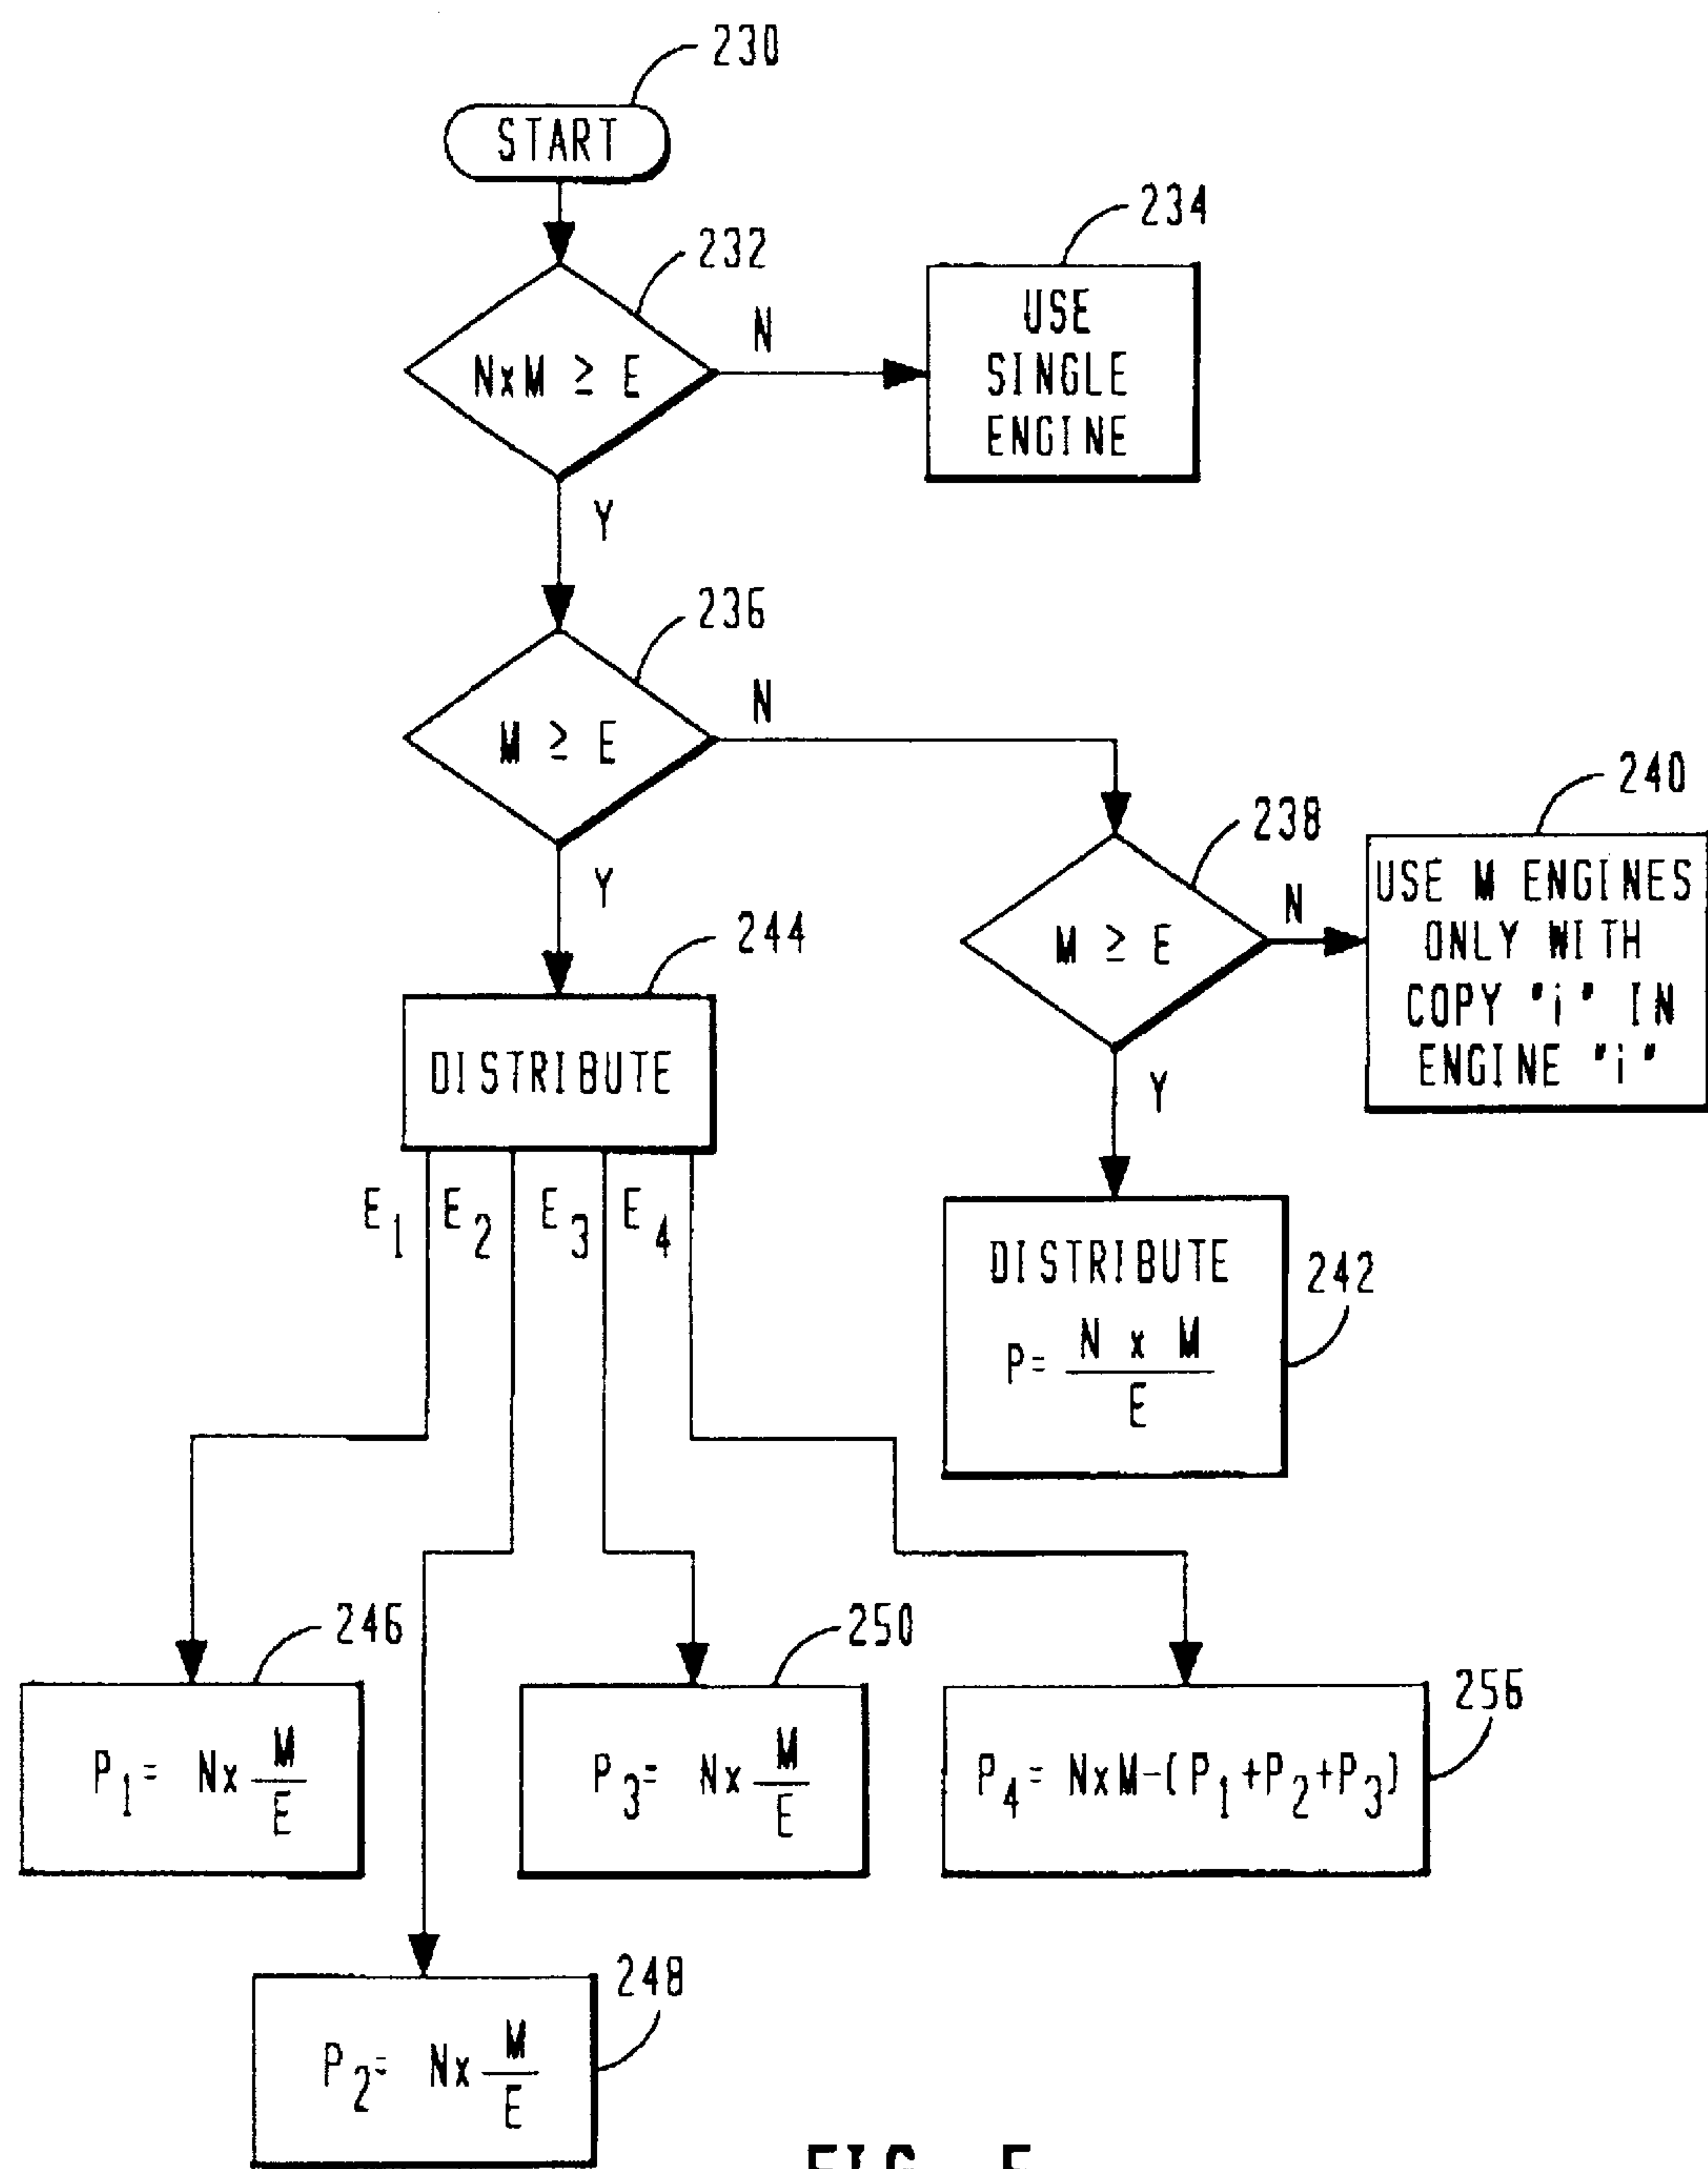 230
START
232
N x M ≥ E
N
234
USE
SINGLE
ENGINE
Y
236
M ≥ E
N
238
M ≥ E
N
240
USE M ENGINES
ONLY WITH
COPY "i" IN
ENGINE "i"
Y
244
DISTRIBUTE
Y
242
DISTRIBUTE
P= N x M / E
E1 E2 E3 E4
246
P1= N x M / E
250
P3= N x M / E
256
P4= N x M-(P1+P2+P3)
248
P2= N x M / E